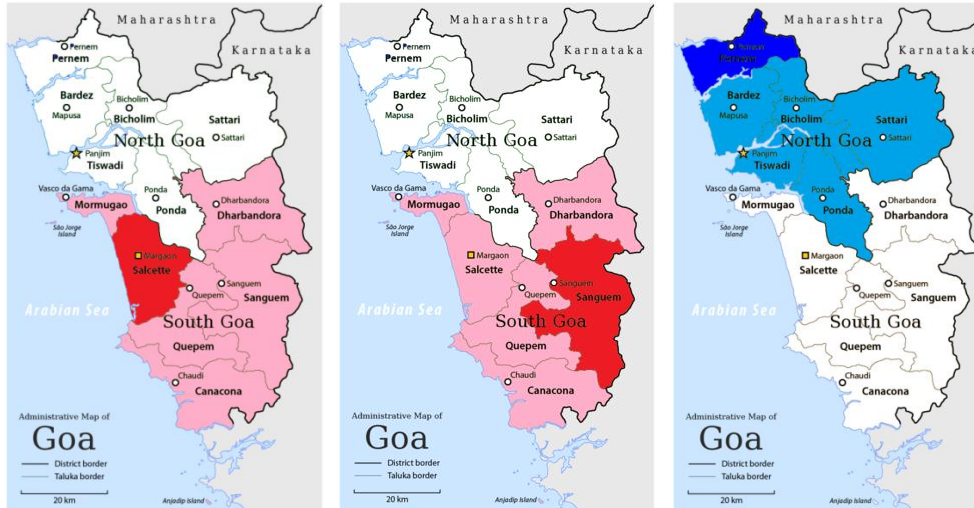 Maharashtra
Karnataka
Pernem
Pernem
Bardez
Mapusa
Bicholim
Bicholim
Sattari
Sattari
North Goa
Panjim
Tiswadi
Vasco da Gama
Mormugao
São Jorge
Island
Ponda
Ponda
Dharbandora
Dharbandora
Margaon
Salcette
Sanguem
Quepem
Sanguem
Arabian Sea
South Goa
Quepem
Chaudi
Canacona
Administrative Map of
Goa
District border
Taluka border
20 km
Anjadip Island
Maharashtra
Karnataka
Pernem
Pernem
Bardez
Mapusa
Bicholim
Bicholim
Sattari
Sattari
North Goa
Panjim
Tiswadi
Vasco da Gama
Mormugao
São Jorge
Island
Ponda
Ponda
Dharbandora
Dharbandora
Margaon
Salcette
Sanguem
Quepem
Sanguem
Arabian Sea
South Goa
Quepem
Chaudi
Canacona
Administrative Map of
Goa
District border
Taluka border
20 km
Anjadip Island
Maharashtra
Karnataka
Pernem
Pernem
Bardez
Mapusa
Bicholim
Bicholim
Sattari
Sattari
North Goa
Panjim
Tiswadi
Vasco da Gama
Mormugao
São Jorge
Island
Ponda
Ponda
Dharbandora
Dharbandora
Margaon
Salcette
Sanguem
Quepem
Sanguem
Arabian Sea
South Goa
Quepem
Chaudi
Canacona
Administrative Map of
Goa
District border
Taluka border
20 km
Anjadip Island